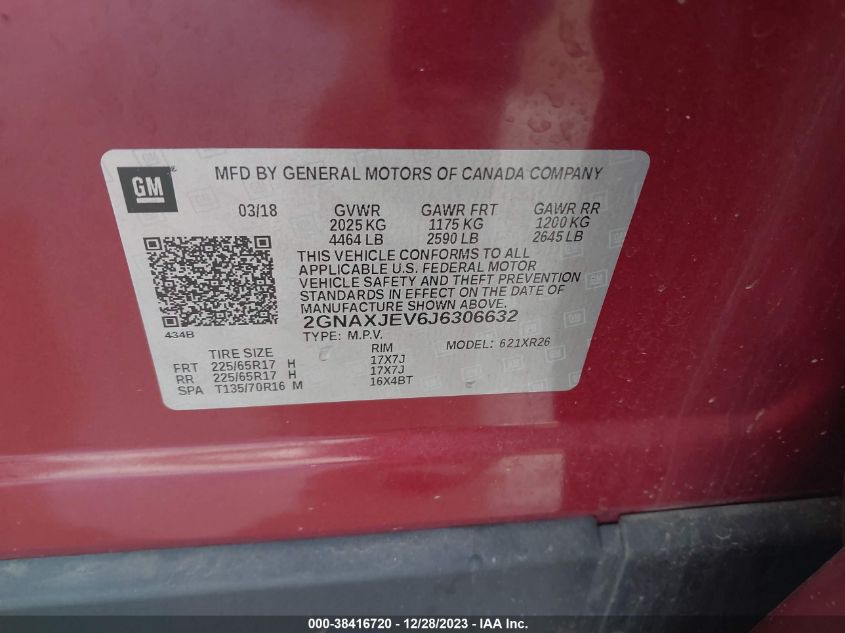 GM
MFD BY GENERAL MOTORS OF CANADA COMPANY
03/18 GVWR GAWR FRT GAWR RR
2025 KG 1175 KG 1200 KG
4464 LB 2590 LB 2645 LB
THIS VEHICLE CONFORMS TO ALL
APPLICABLE U.S. FEDERAL MOTOR
VEHICLE SAFETY AND THEFT PREVENTION
STANDARDS IN EFFECT ON THE DATE OF
MANUFACTURE SHOWN ABOVE.
2GNAXJEV6J6306632
434B
TYPE: M.P.V. MODEL: 621XR26
TIRE SIZE RIM
FRT 225/65R17 H 17X7J
RR 225/65R17 H 17X7J
SPA T135/70R16 M 16X4BT
000-38416720 - 12/28/2023 - IAA Inc.